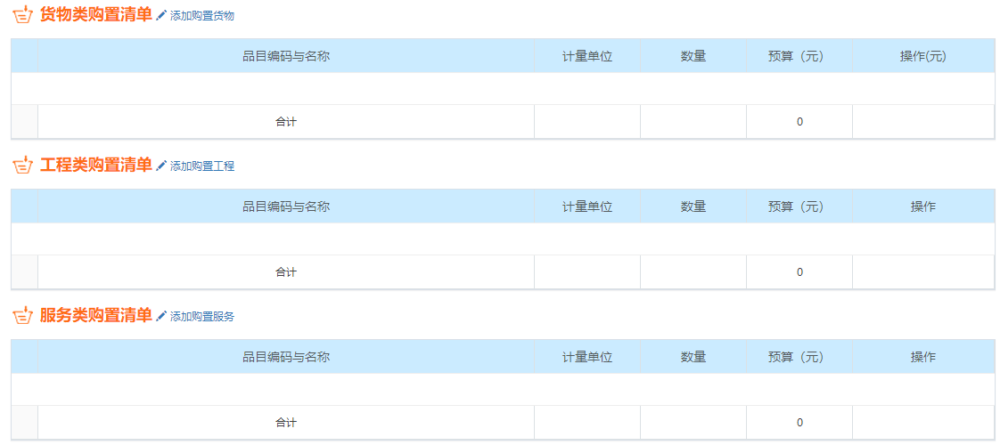 货物类购置清单 添加购置货物
品目编码与名称 计量单位 数量 预算（元） 操作(元)
合计 0
工程类购置清单 添加购置工程
品目编码与名称 计量单位 数量 预算（元） 操作
合计 0
服务类购置清单 添加购置服务
品目编码与名称 计量单位 数量 预算（元） 操作
合计 0